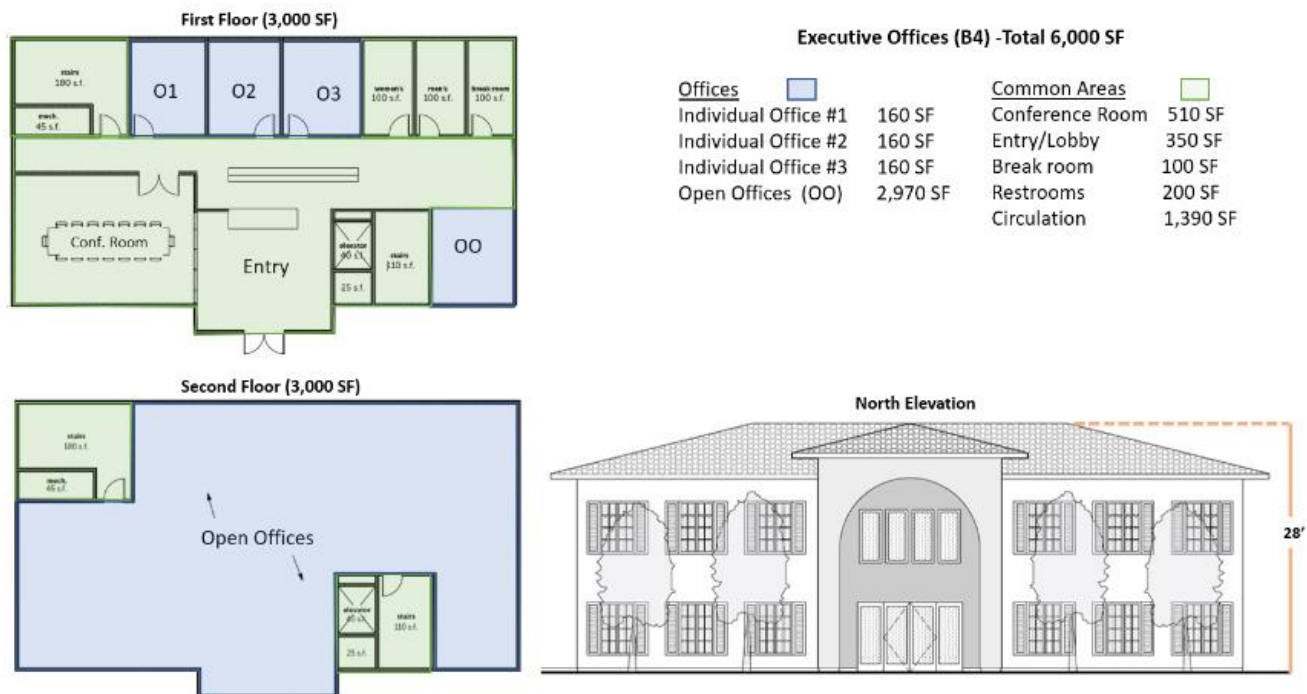 First Floor (3,000 SF)
stairs
180 s.f.
mech.
45 s.f.
O1
O2
O3
women's
100 s.f.
men's
100 s.f.
break room
100 s.f.
Conf. Room
Entry
elevator
40 s.f.
25 s.f.
stairs
110 s.f.
OO
Executive Offices (B4) -Total 6,000 SF
Offices
Individual Office #1 160 SF
Individual Office #2 160 SF
Individual Office #3 160 SF
Open Offices (OO) 2,970 SF
Common Areas
Conference Room 510 SF
Entry/Lobby 350 SF
Break room 100 SF
Restrooms 200 SF
Circulation 1,390 SF
Second Floor (3,000 SF)
stairs
180 s.f.
mech.
45 s.f.
Open Offices
elevator
40 s.f.
25 s.f.
stairs
110 s.f.
North Elevation
28'